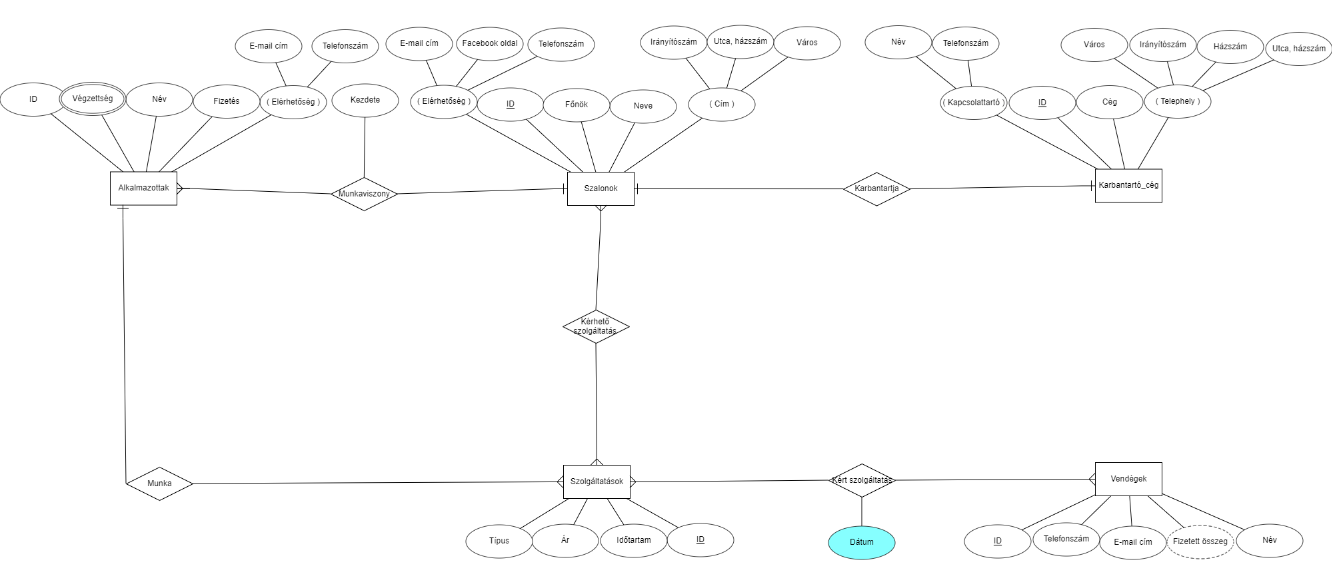 E-mail cím
Telefonszám
E-mail cím
Facebook oldal
Telefonszám
Irányítószám
Utca, házszám
Város
Név
Telefonszám
Város
Irányítószám
Házszám
Utca, házszám
ID
Végzettség
Név
Fizetés
( Elérhetőség )
Kezdete
( Elérhetőség )
ID
Főnök
Neve
( Cím )
( Kapcsolattartó )
ID
Cég
( Telephely )
Alkalmazottak
Munkaviszony
Szalonok
Karbantartja
Karbantartó_cég
Kérhető
szolgáltatás
Munka
Szolgáltatások
Kért szolgáltatás
Vendégek
Típus
Ár
Időtartam
ID
Dátum
ID
Telefonszám
E-mail cím
Fizetett összeg
Név